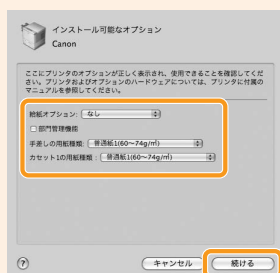 インストール可能なオプション
Canon
ここにプリンタのオプションが正しく表示され、使用できることを確認してくだ
さい。プリンタおよびオプションのハードウェアについては、プリンタに付属の
マニュアルを参照してください。
給紙オプション: なし
部門管理機能
手差しの用紙種類: 普通紙1(60〜74g/㎡)
カセット1の用紙種類: 普通紙1(60〜74g/㎡)
? キャンセル 続ける